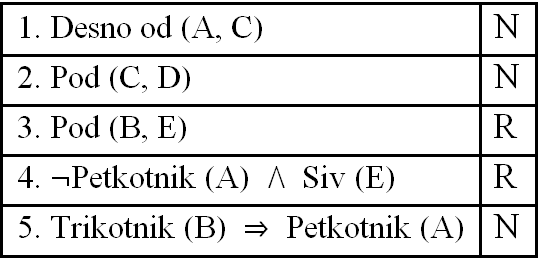 1. Desno od (A, C) N
2. Pod (C, D) N
3. Pod (B, E) R
4. ¬Petkotnik (A) ∧ Siv (E) R
5. Trikotnik (B) ⇒ Petkotnik (A) N